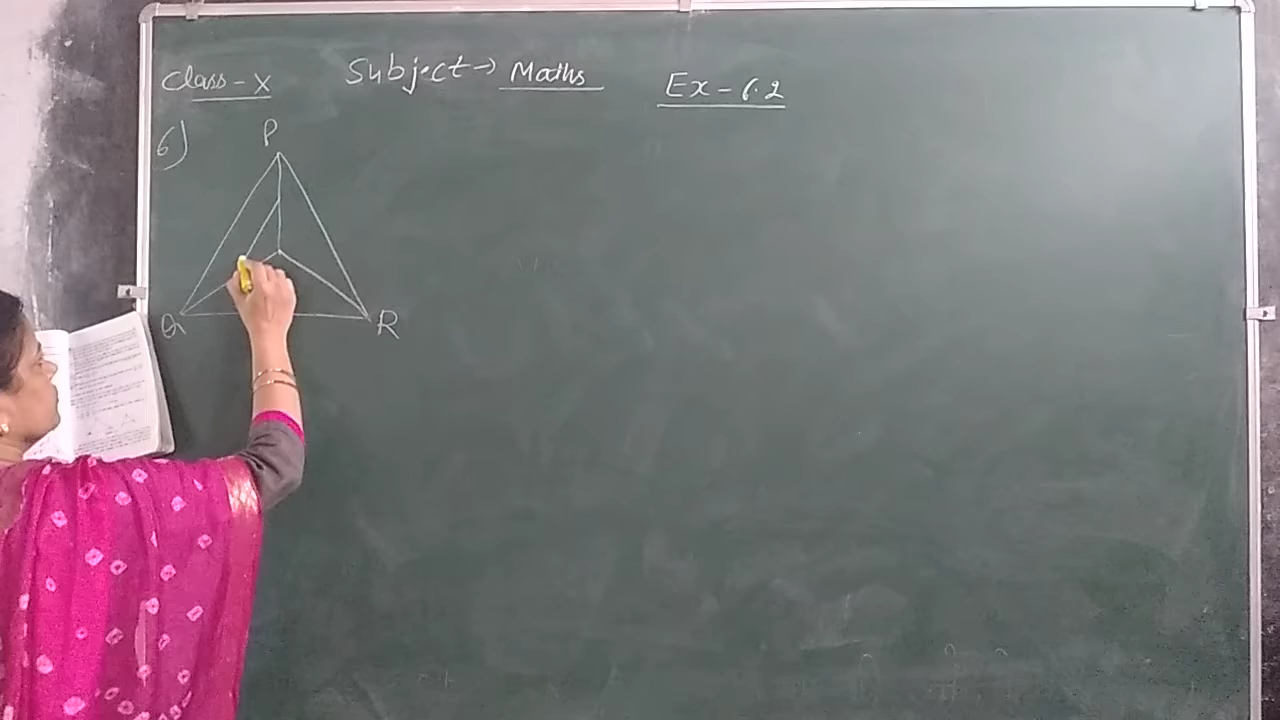 Class - X Subject → Maths Ex - 6.2
6)
P
Q R